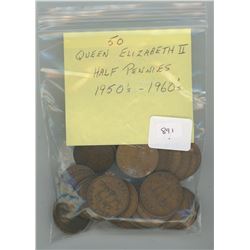 50
QUEEN ELIZABETH II
HALF PENNIES
1950's - 1960's
891